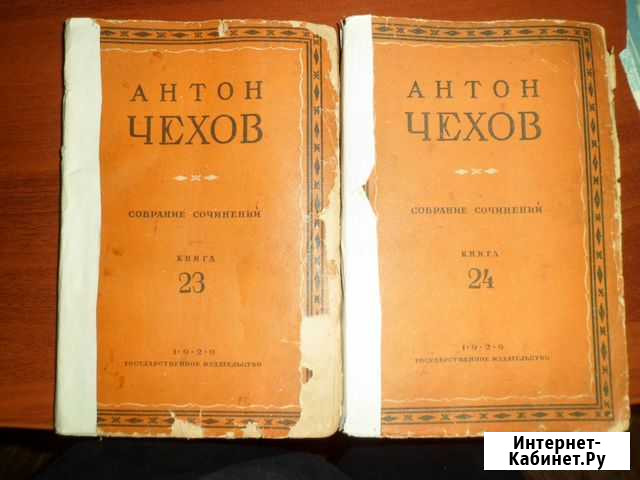 АНТОН
ЧЕХОВ
СОБРАНИЕ СОЧИНЕНИЙ
КНИГА
23
1•9•2•9
ГОСУДАРСТВЕННОЕ ИЗДАТЕЛЬСТВО
АНТОН
ЧЕХОВ
СОБРАНИЕ СОЧИНЕНИЙ
КНИГА
24
1•9•2•9
ГОСУДАРСТВЕННОЕ ИЗДАТЕЛЬСТВО
Интернет-
Кабинет.Ру